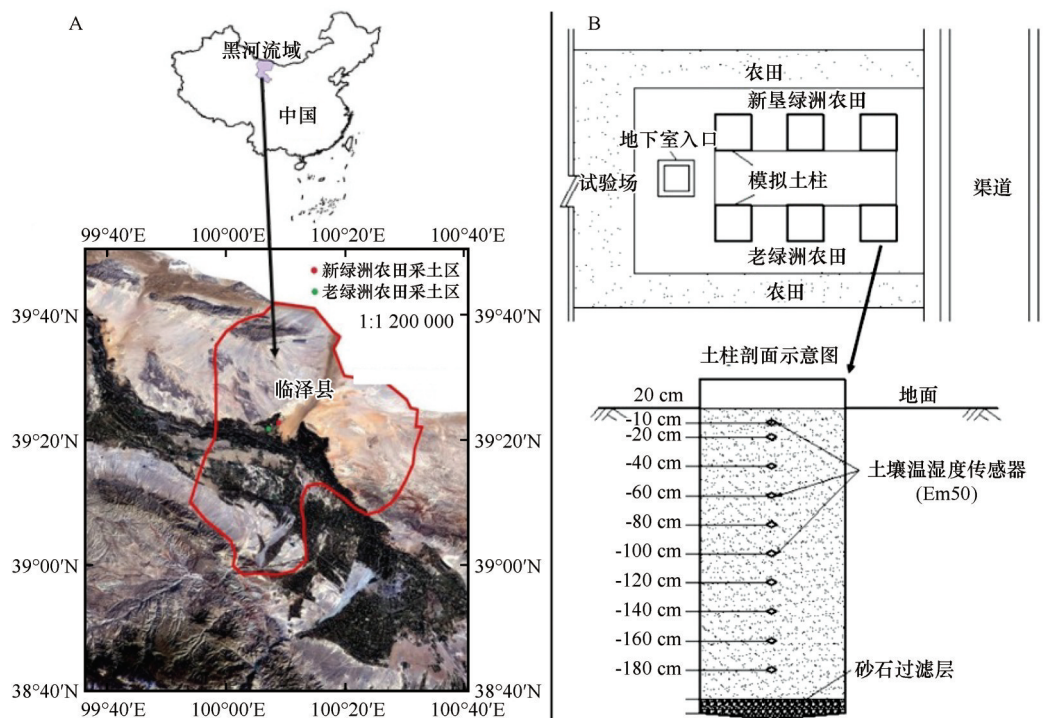 A
黑河流域
中国
99°40′E 100°00′E 100°20′E 100°40′E
新绿洲农田采土区
老绿洲农田采土区
1:1 200 000
39°40′N 39°40′N
临泽县
39°20′N 39°20′N
39°00′N 39°00′N
38°40′N 38°40′N
99°40′E 100°00′E 100°20′E 100°40′E
B
农田
新垦绿洲农田
地下室入口
试验场
模拟土柱
渠道
老绿洲农田
农田
土柱剖面示意图
20 cm
地面
-10 cm
-20 cm
-40 cm
土壤温湿度传感器
(Em50)
-60 cm
-80 cm
-100 cm
-120 cm
-140 cm
-160 cm
-180 cm
砂石过滤层